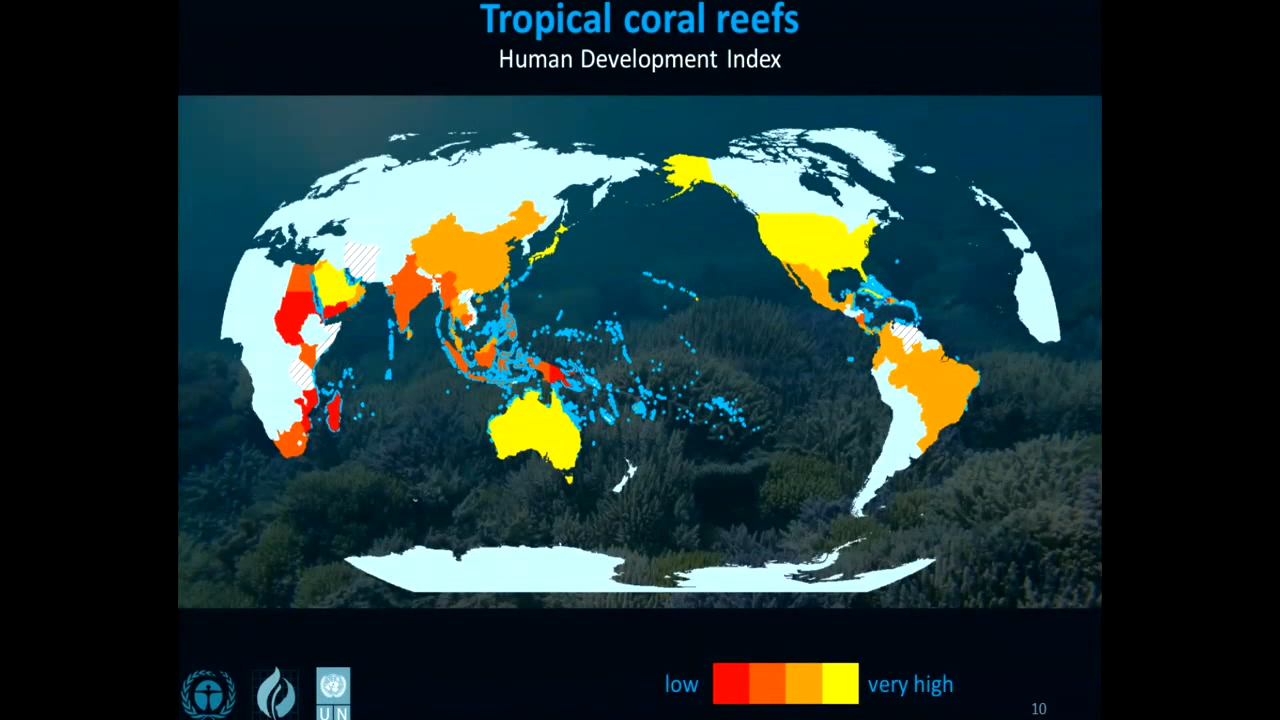 Tropical coral reefs
Human Development Index
low
very high
UN
10